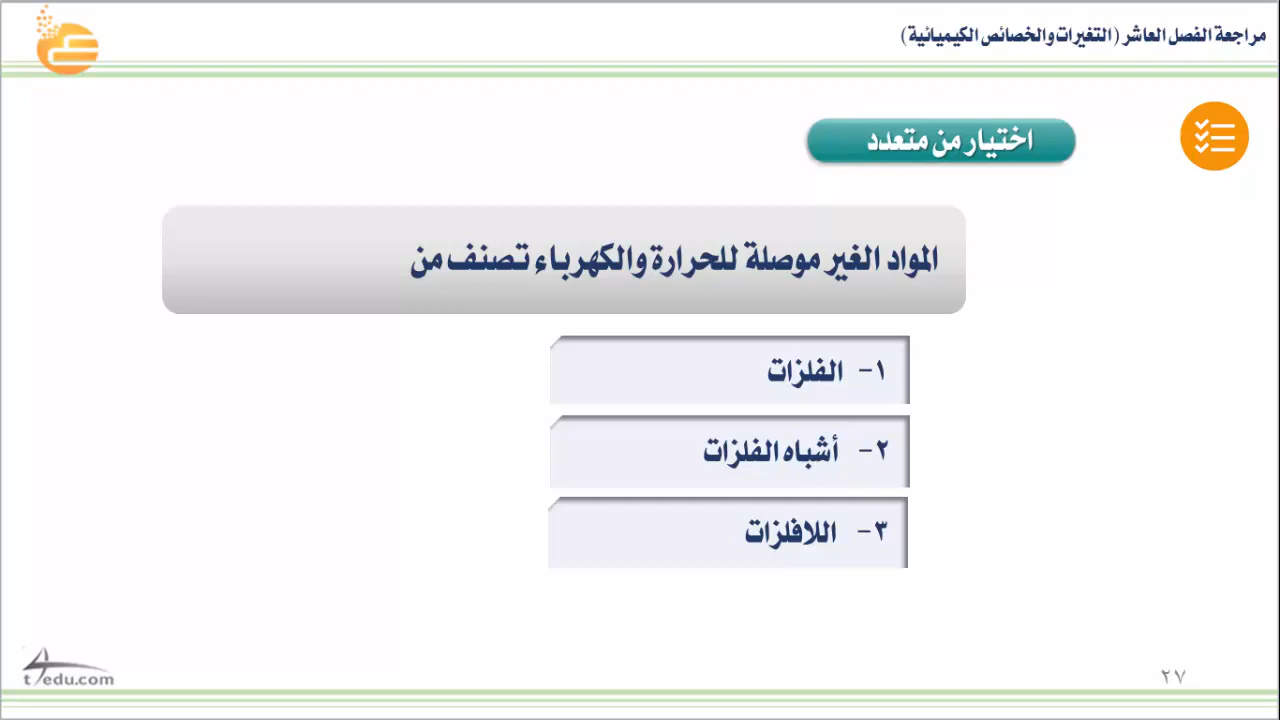 مراجعة الفصل العاشر (التغيرات والخصائص الكيميائية)
اختيار من متعدد
المواد الغير موصلة للحرارة والكهرباء تصنف من
١- الفلزات
٢- أشباه الفلزات
٣- اللافلزات
t4edu.com
٢٧